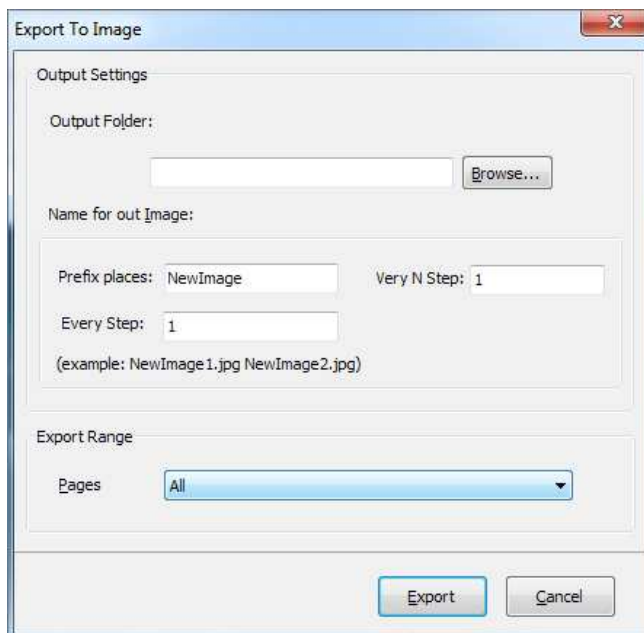 Export To Image
Output Settings
Output Folder:
Browse...
Name for out Image:
Prefix places: NewImage Very N Step: 1
Every Step: 1
(example: NewImage1.jpg NewImage2.jpg)
Export Range
Pages All
Export Cancel